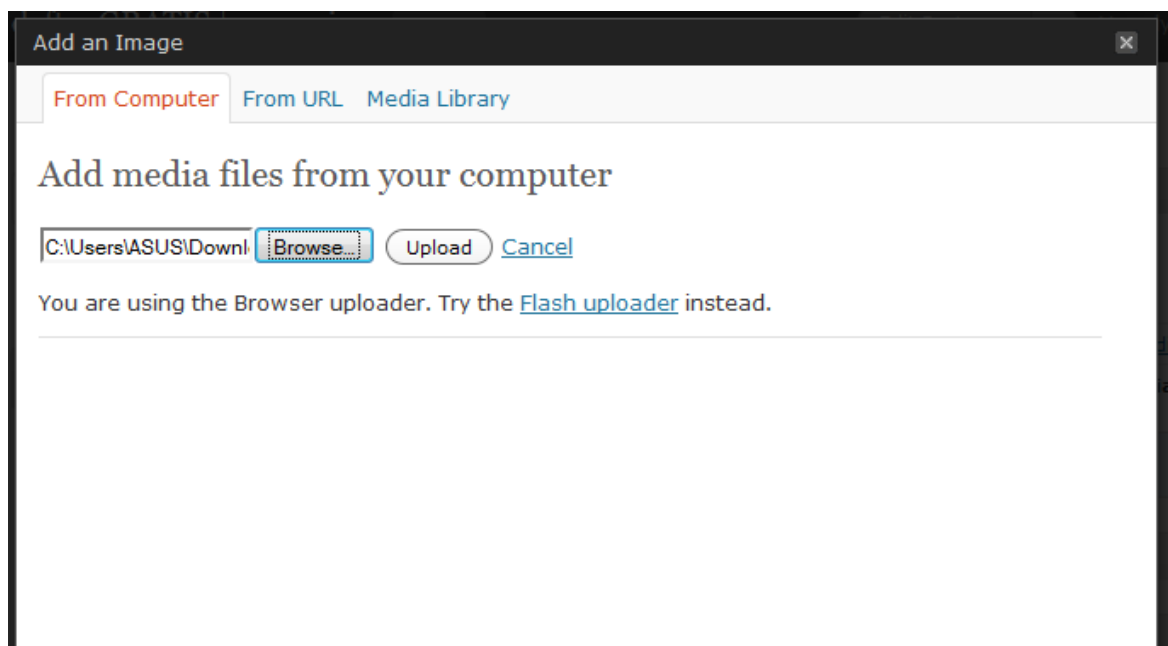 Add an Image
From Computer From URL Media Library
Add media files from your computer
C:\Users\ASUS\Downl Browse... Upload Cancel
You are using the Browser uploader. Try the Flash uploader instead.